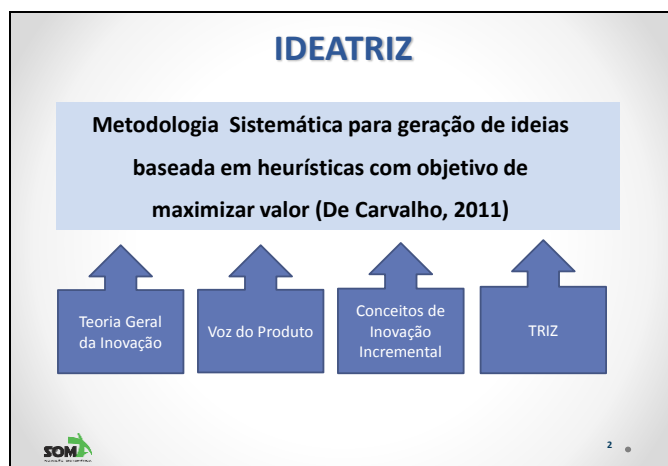 IDEATRIZ
Metodologia Sistemática para geração de ideias
baseada em heurísticas com objetivo de
maximizar valor (De Carvalho, 2011)
Teoria Geral
da Inovação
Voz do Produto
Conceitos de
Inovação
Incremental
TRIZ
SOMA
2